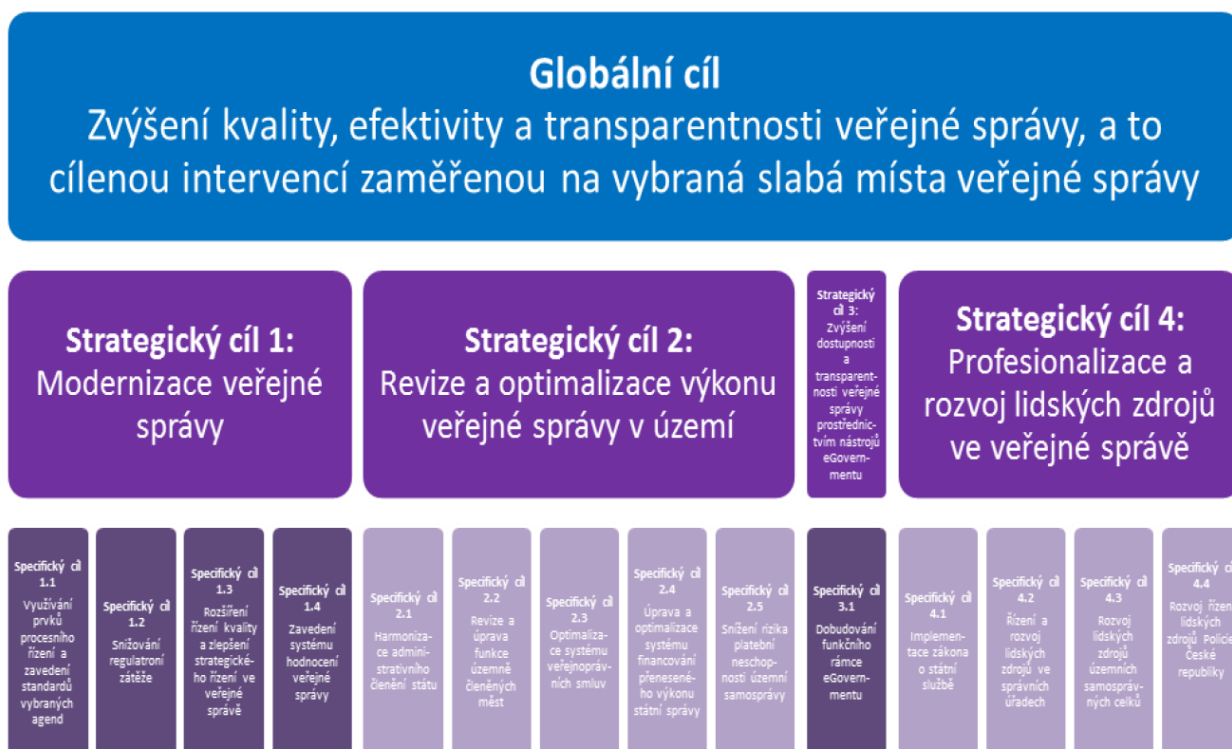 Globální cíl
Zvýšení kvality, efektivity a transparentnosti veřejné správy, a to
cílenou intervencí zaměřenou na vybraná slabá místa veřejné správy
Strategický cíl 1:
Modernizace veřejné
správy
Strategický cíl 2:
Revize a optimalizace výkonu
veřejné správy v území
Strategický
cíl 3:
Zvýšení
dostupnosti
a
transparent-
nosti veřejné
správy
prostřednic-
tvím nástrojů
eGovern-
mentu
Strategický cíl 4:
Profesionalizace a
rozvoj lidských zdrojů
ve veřejné správě
Specifický cíl
1.1
Využívání
prvků
procesního
řízení a
zavedení
standardů
vybraných
agend
Specifický cíl
1.2
Snižování
regulatroní
zátěže
Specifický cíl
1.3
Rozšíření
řízení kvality
a zlepšení
strategické-
ho řízení ve
veřejné
správě
Specifický cíl
1.4
Zavedení
systému
hodnocení
veřejné
správy
Specifický cíl
2.1
Harmoniza-
ce admini-
strativního
členění státu
Specifický cíl
2.2
Revize a
úprava
funkce
územně
členěných
měst
Specifický cíl
2.3
Optimaliza-
ce systému
veřejnopráv-
ních smluv
Specifický cíl
2.4
Úprava a
optimalizace
systému
financování
přenesené-
ho výkonu
státní správy
Specifický cíl
2.5
Snížení rizika
platební
neschop-
nosti územní
samosprávy
Specifický cíl
3.1
Dobudování
funkčního
rámce
eGovern-
mentu
Specifický cíl
4.1
Implemen-
tace zákona
o státní
službě
Specifický cíl
4.2
Řízení a
rozvoj
lidských
zdrojů ve
správních
úřadech
Specifický cíl
4.3
Rozvoj
lidských
zdrojů
územních
samospráv-
ných celků
Specifický cíl
4.4
Rozvoj řízení
lidských
zdrojů Policie
České
republiky